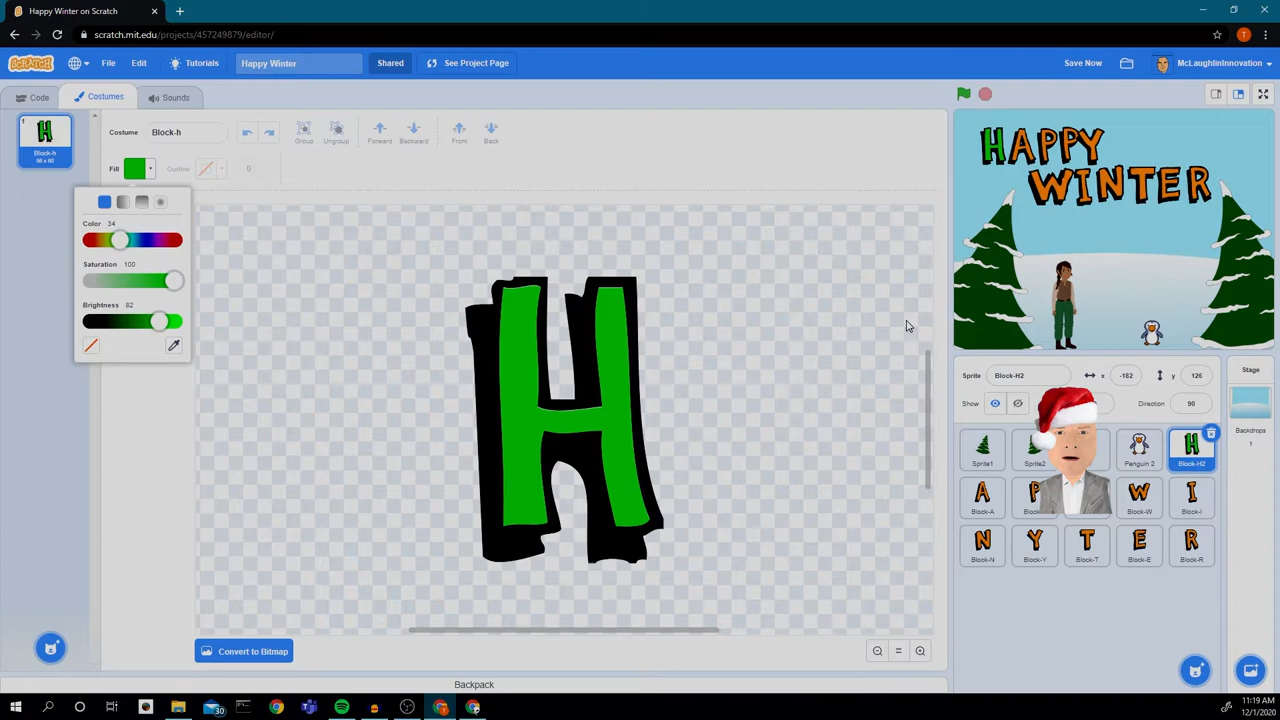 Happy Winter on Scratch
scratch.mit.edu/projects/457249879/editor/
SCRATCH
File
Edit
Tutorials
Happy Winter
Shared
See Project Page
Save Now
McLaughlinInnovation
Code
Costumes
Sounds
1
H
Block-h
Costume
Block-h
Group
Ungroup
Forward
Backward
Front
Back
Fill
Outline
0
Color 34
Saturation 100
Brightness 82
H
Convert to Bitmap
Backpack
HAPPY
WINTER
Sprite
Block-H2
x
-182
y
126
Show
Direction
90
Stage
Backdrops
1
Sprite1
Sprite2
Penguin 2
H
Block-H2
A
Block-A
P
W
Block-W
I
Block-I
N
Block-N
Y
Block-Y
T
Block-T
E
Block-E
R
Block-R
30
11:19 AM
12/1/2020